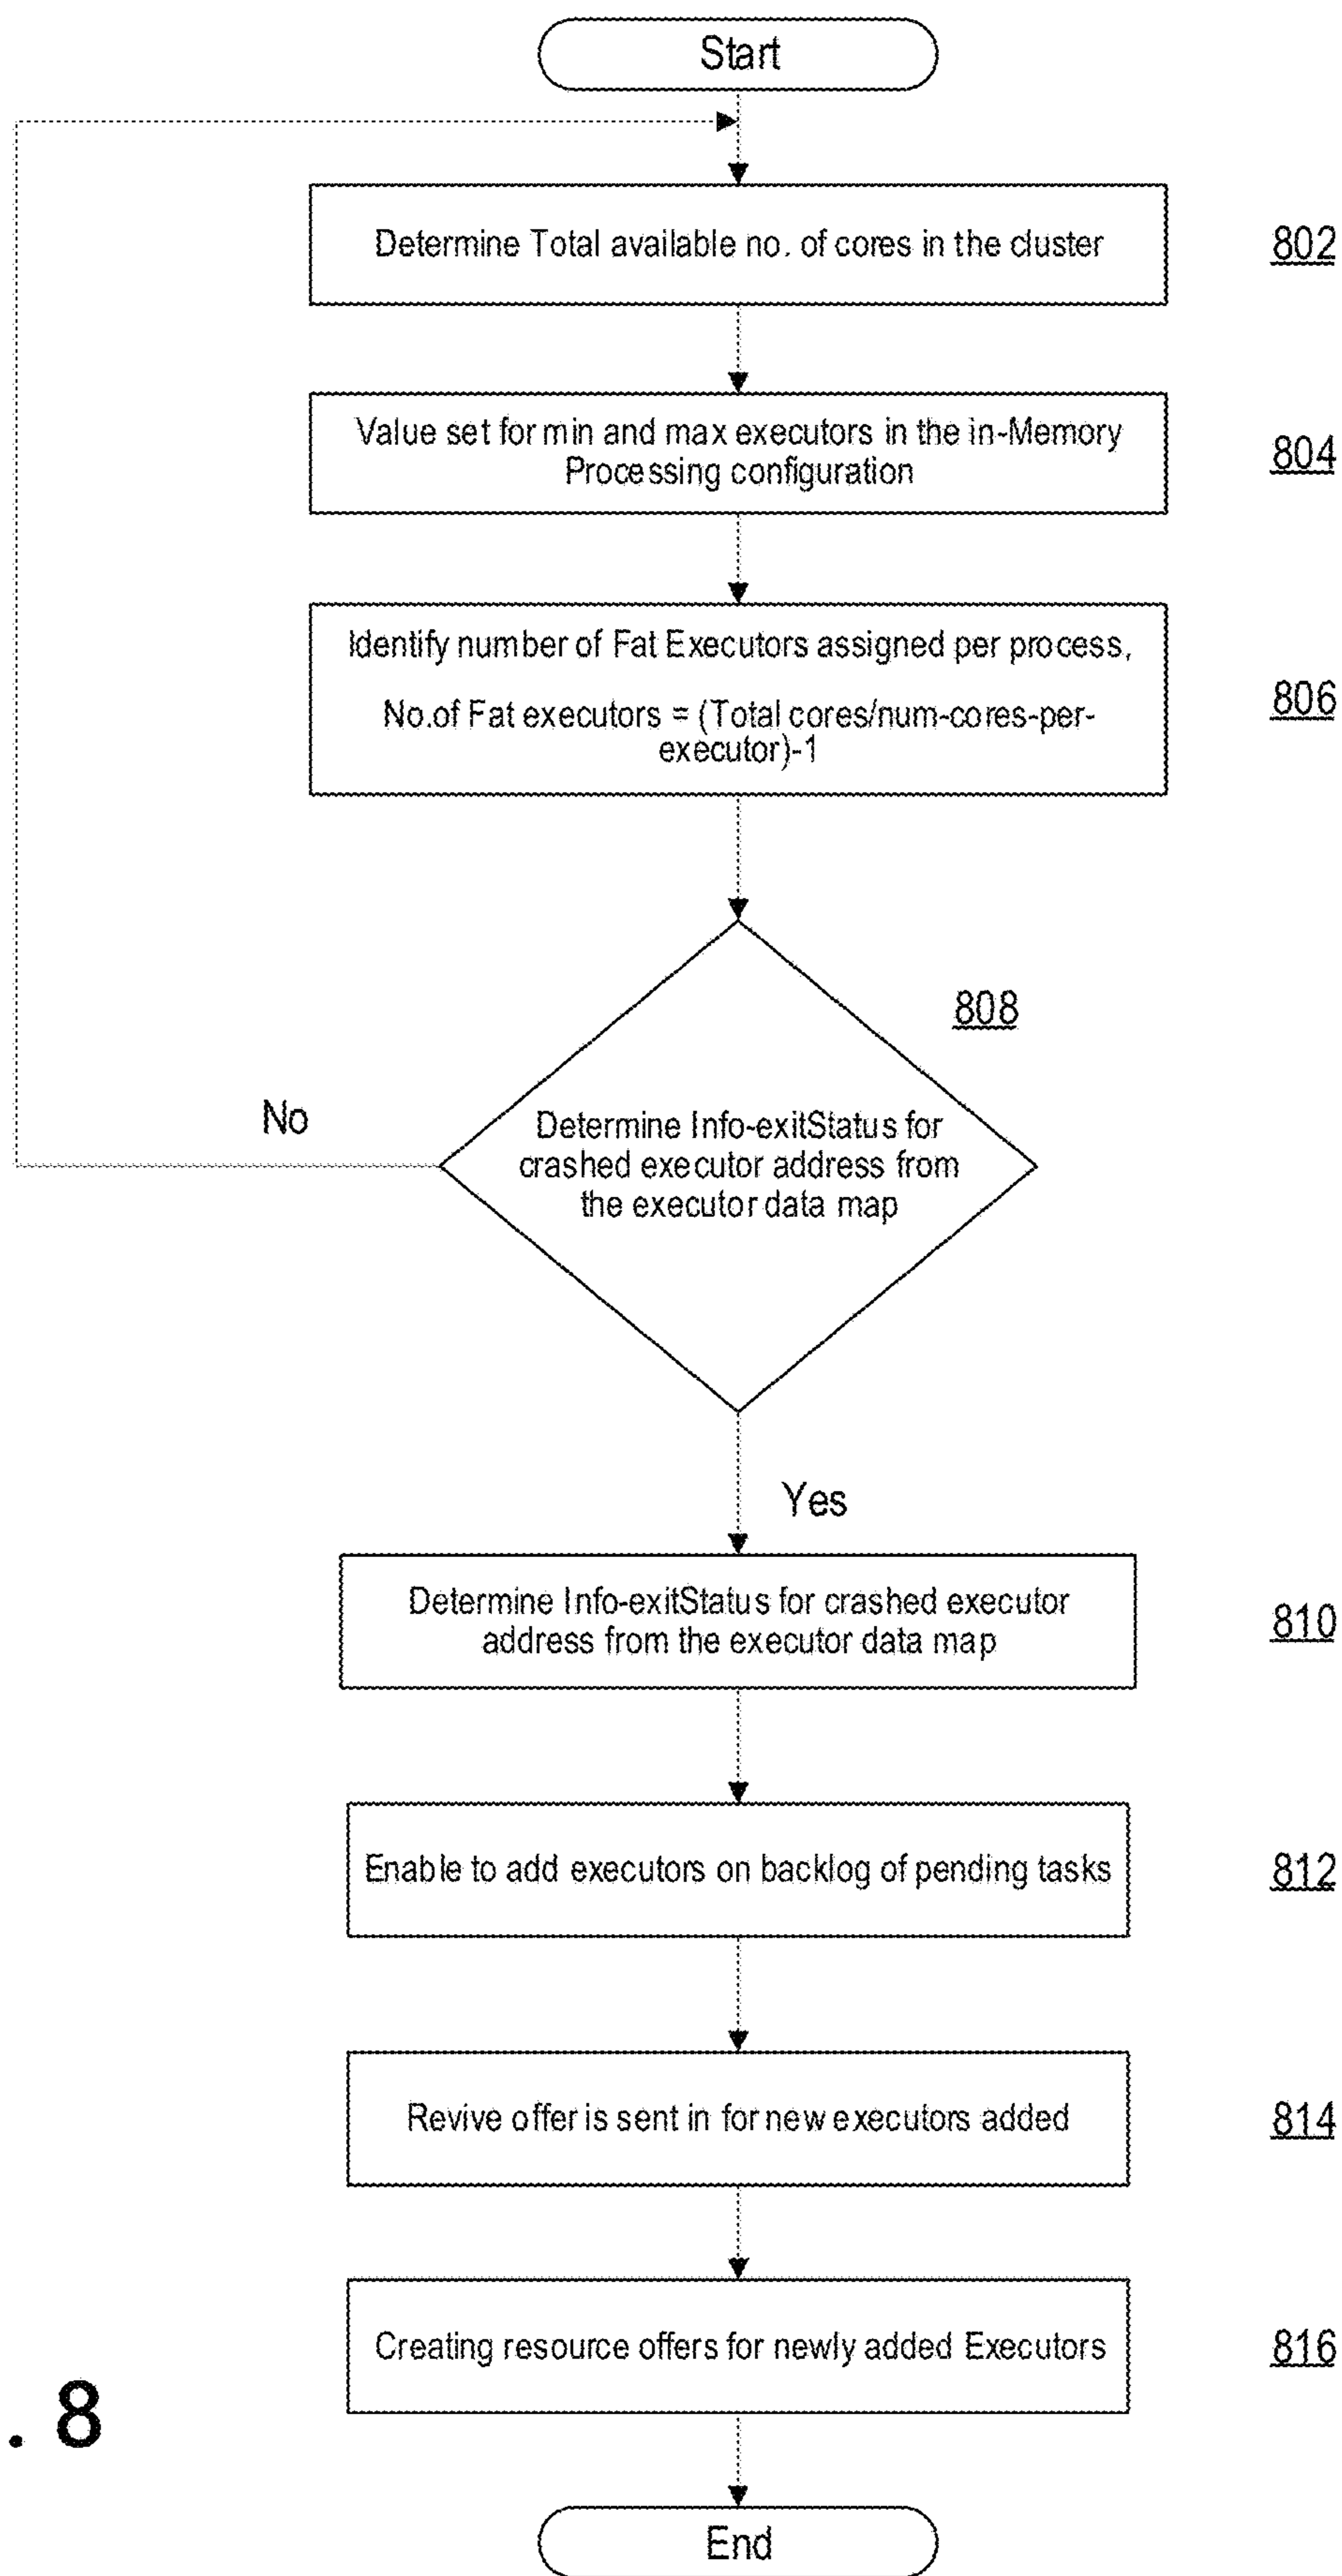 Start
Determine Total available no. of cores in the cluster
802
Value set for min and max executors in the in-Memory
Processing configuration
804
Identify number of Fat Executors assigned per process,
No.of Fat executors = (Total cores/num-cores-per-
executor)-1
806
808
No
Determine Info-exitStatus for
crashed executor address from
the executor data map
Yes
Determine Info-exitStatus for crashed executor
address from the executor data map
810
Enable to add executors on backlog of pending tasks
812
Revive offer is sent in for new executors added
814
Creating resource offers for newly added Executors
816
. 8
End